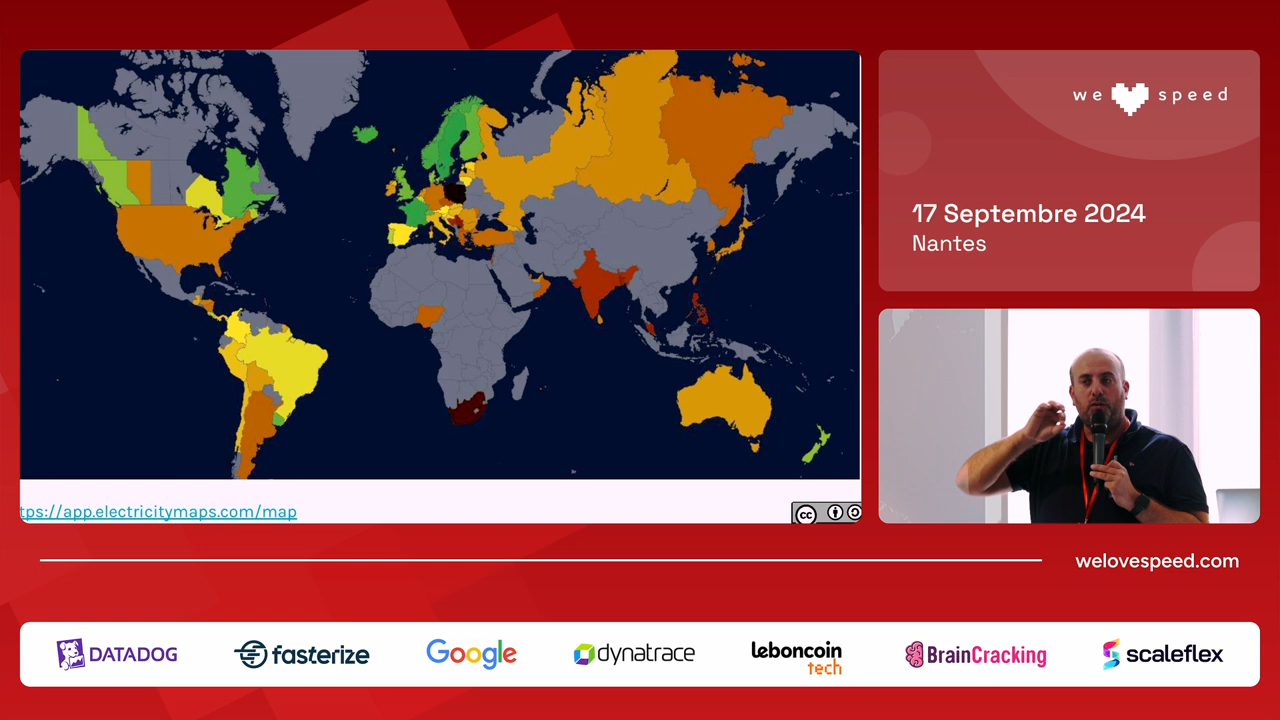 we speed
17 Septembre 2024
Nantes
tps://app.electricitymaps.com/map
cc
welovespeed.com
DATADOG
fasterize
Google
dynatrace
leboncoin
tech
BrainCracking
scaleflex